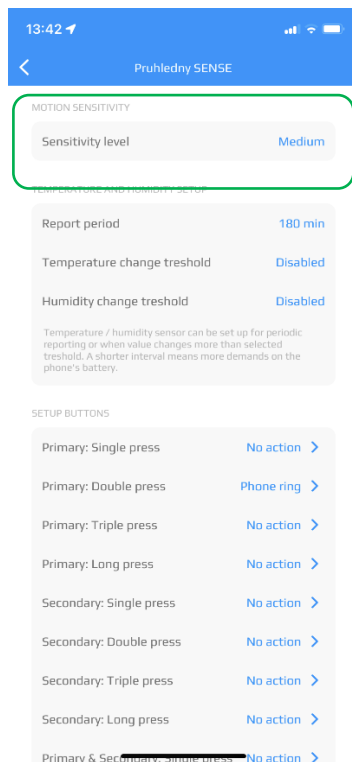 13:42
Pruhledny SENSE
MOTION SENSITIVITY
Sensitivity level Medium
TEMPERATURE AND HUMIDITY SETUP
Report period 180 min
Temperature change treshold Disabled
Humidity change treshold Disabled
Temperature / humidity sensor can be set up for periodic
reporting or when value changes more than selected
treshold. A shorter interval means more demands on the
phone's battery.
SETUP BUTTONS
Primary: Single press No action
Primary: Double press Phone ring
Primary: Triple press No action
Primary: Long press No action
Secondary: Single press No action
Secondary: Double press No action
Secondary: Triple press No action
Secondary: Long press No action
Primary & Secondary: Single press No action